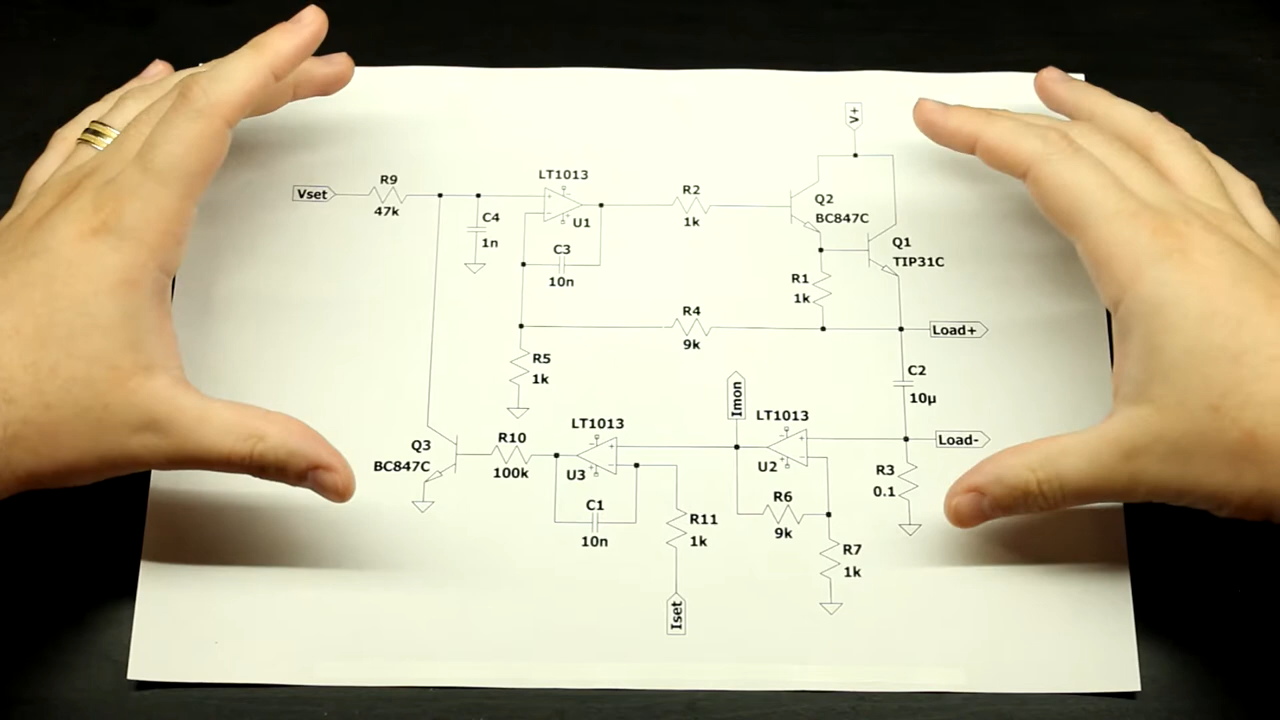 V+
LT1013
R9
Vset
47k
U1
C4
1n
C3
10n
R2
1k
Q2
BC847C
Q1
TIP31C
R1
1k
R4
9k
Load+
R5
1k
C2
10µ
Imon
LT1013
LT1013
Load-
Q3
BC847C
R10
100k
U3
U2
R3
0.1
C1
10n
R6
9k
R11
1k
R7
1k
Iset